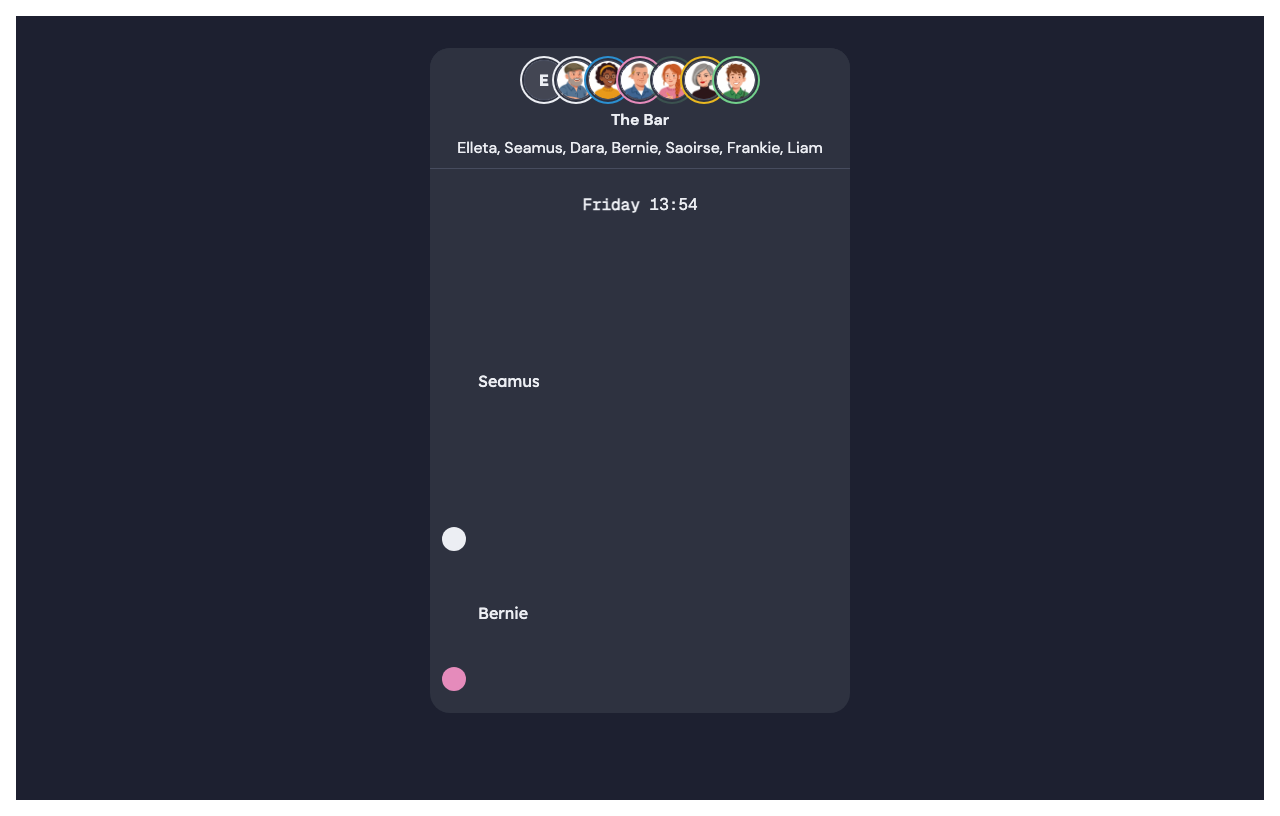 E
The Bar
Elleta, Seamus, Dara, Bernie, Saoirse, Frankie, Liam
Friday 13:54
Seamus
Bernie